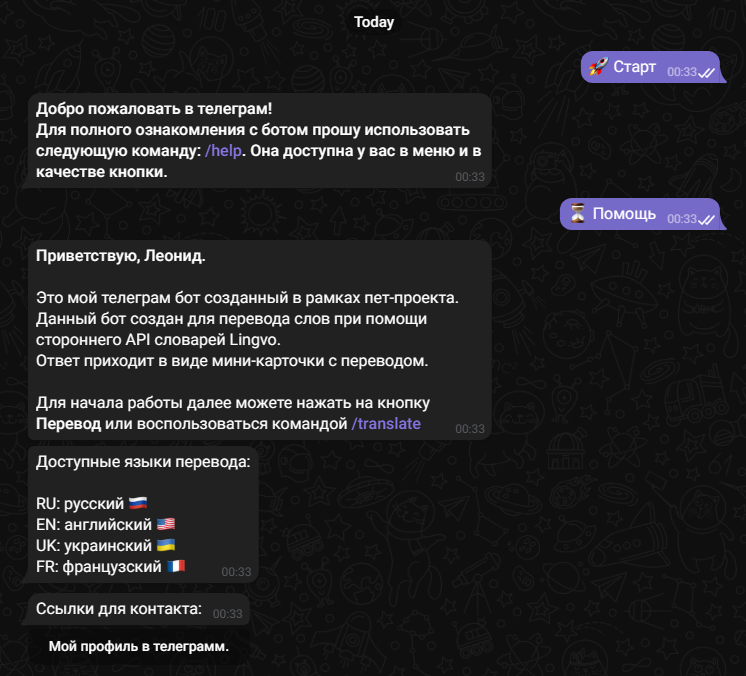 Today
🚀 Старт 00:33
Добро пожаловать в телеграм!
Для полного ознакомления с ботом прошу использовать
следующую команду: /help. Она доступна у вас в меню и в
качестве кнопки. 00:33
⏳ Помощь 00:33
Приветствую, Леонид.
Это мой телеграм бот созданный в рамках пет-проекта.
Данный бот создан для перевода слов при помощи
стороннего API словарей Lingvo.
Ответ приходит в виде мини-карточки с переводом.
Для начала работы далее можете нажать на кнопку
Перевод или воспользоваться командой /translate 00:33
Доступные языки перевода:
RU: русский 🇷🇺
EN: английский 🇺🇸
UK: украинский 🇺🇦
FR: французский 🇫🇷 00:33
Ссылки для контакта: 00:33
Мой профиль в телеграмм.